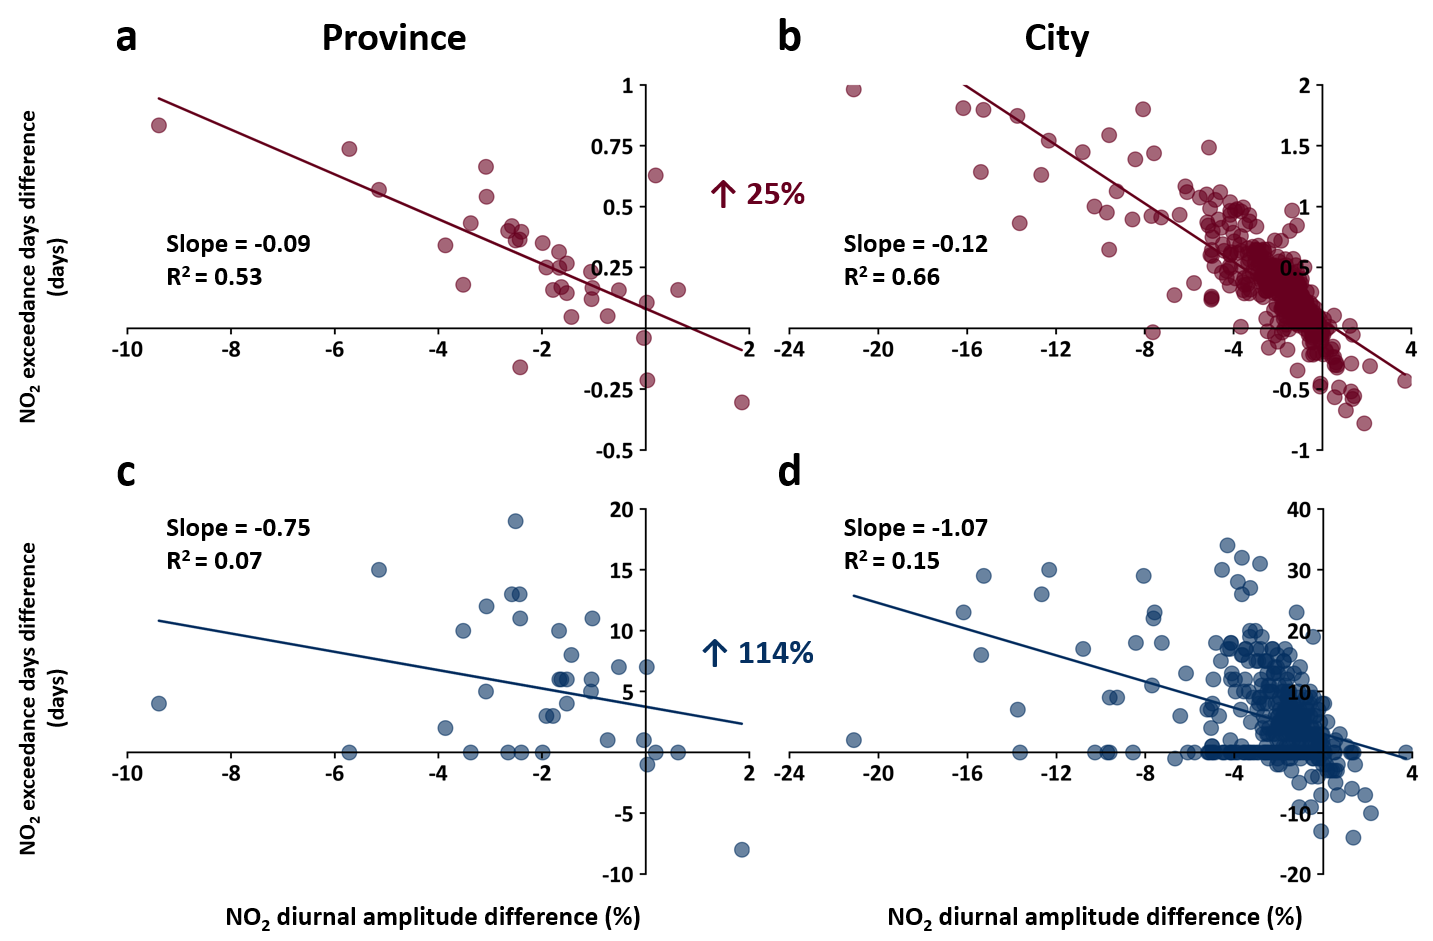 a Province b City
NO2 exceedance days difference
(days)
1
0.75
0.5
0.25
-0.25
-0.5
-10 -8 -6 -4 -2 2
Slope = -0.09
R² = 0.53
↑ 25%
2
1.5
1
0.5
-0.5
-1
-24 -20 -16 -12 -8 -4 4
Slope = -0.12
R² = 0.66
c d
NO2 exceedance days difference
(days)
20
15
10
5
-5
-10
-10 -8 -6 -4 -2 2
Slope = -0.75
R² = 0.07
↑ 114%
40
30
20
10
-10
-20
-24 -20 -16 -12 -8 -4 4
Slope = -1.07
R² = 0.15
NO2 diurnal amplitude difference (%)
NO2 diurnal amplitude difference (%)